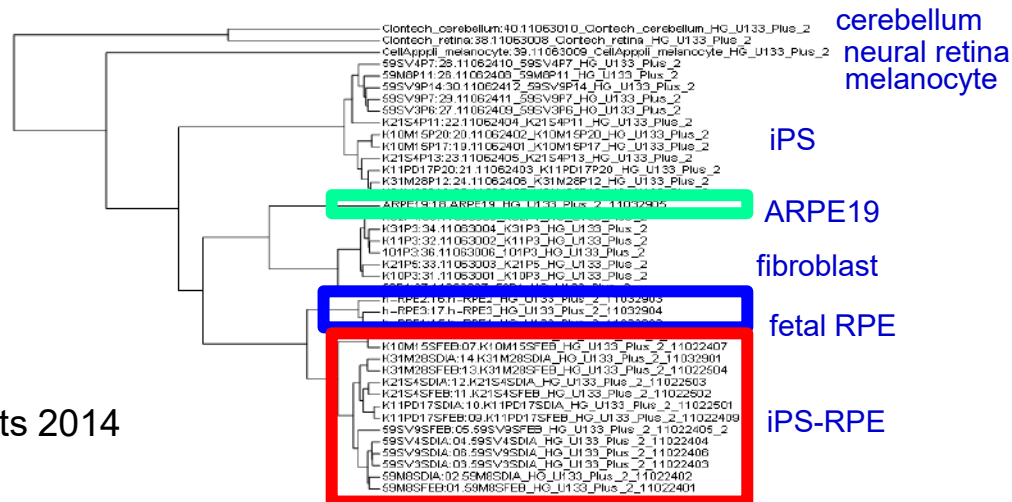 Clontech_cerebellum:40.11063010_Clontech_cerebellum_HG_U133_Plus_2
Clontech_retina:38.11063008_Clontech_retina_HG_U133_Plus_2
melanocyte:39.11063009_CellAppli_melanocyte_HG_U133_Plus_2
59SV4P7:28.11062410_59SV4P7_HG_U133_Plus_2
59M8P11:26.11062408_59M8P11_HG_U133_Plus_2
59SV9P14:30.11062412_59SV9P14_HG_U133_Plus_2
59SV9P7:29.11062411_59SV9P7_HG_U133_Plus_2
59SV3P6:27.11062409_59SV3P6_HG_U133_Plus_2
K21S4P11:22.11062404_K21S4P11_HG_U133_Plus_2
K10M15P20:20.11062402_K10M15P20_HG_U133_Plus_2
K10M15P17:19.11062401_K10M15P17_HG_U133_Plus_2
K21S4P13:23.11062405_K21S4P13_HG_U133_Plus_2
K11PD17P20:21.11062403_K11PD17P20_HG_U133_Plus_2
K31M28P12:24.11062406_K31M28P12_HG_U133_Plus_2
ARPE19:18.ARPE19_HG_U133_Plus_2_11032905
K31P3:34.11063004_K31P3_HG_U133_Plus_2
K11P3:32.11063002_K11P3_HG_U133_Plus_2
101P3:36.11063006_101P3_HG_U133_Plus_2
K21P5:33.11063003_K21P5_HG_U133_Plus_2
K10P3:31.11063001_K10P3_HG_U133_Plus_2
h-RPE2:16.h-RPE2_HG_U133_Plus_2_11032903
h-RPE3:17.h-RPE3_HG_U133_Plus_2_11032904
K10M15SFEB:07.K10M15SFEB_HG_U133_Plus_2_11022407
K31M28SDIA:14.K31M28SDIA_HG_U133_Plus_2_11032901
K31M28SFEB:13.K31M28SFEB_HG_U133_Plus_2_11022504
K21S4SDIA:12.K21S4SDIA_HG_U133_Plus_2_11022503
K21S4SFEB:11.K21S4SFEB_HG_U133_Plus_2_11022502
K11PD17SDIA:10.K11PD17SDIA_HG_U133_Plus_2_11022501
K11PD17SFEB:09.K11PD17SFEB_HG_U133_Plus_2_11022409
59SV9SFEB:05.59SV9SFEB_HG_U133_Plus_2_11022405_2
59SV4SDIA:04.59SV4SDIA_HG_U133_Plus_2_11022404
59SV9SDIA:06.59SV9SDIA_HG_U133_Plus_2_11022406
59SV3SDIA:03.59SV3SDIA_HG_U133_Plus_2_11022403
59M8SDIA:02.59M8SDIA_HG_U133_Plus_2_11022402
59M8SFEB:01.59M8SFEB_HG_U133_Plus_2_11022401
cerebellum
neural retina
melanocyte
iPS
ARPE19
fibroblast
fetal RPE
iPS-RPE
ts 2014